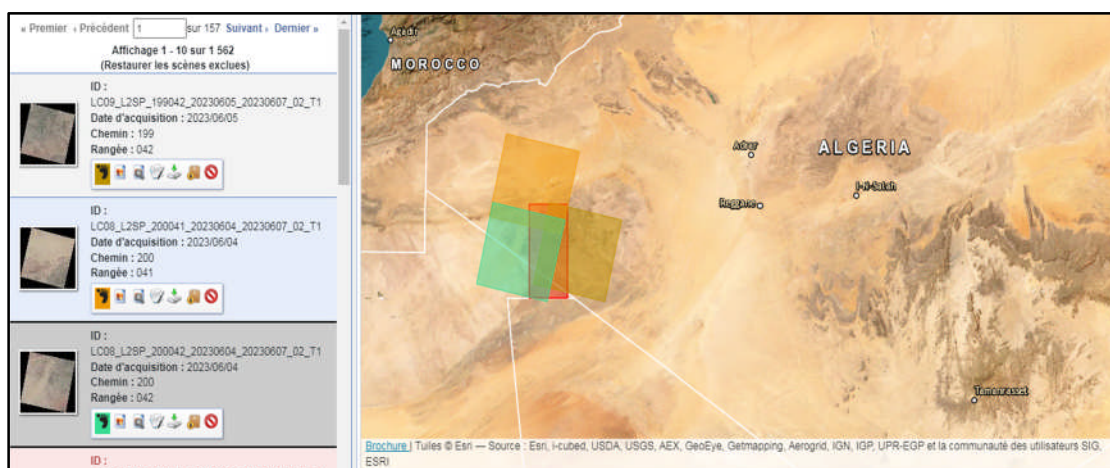 « Premier ‹ Précédent 1 sur 157 Suivant › Dernier »
Affichage 1 - 10 sur 1 562
(Restaurer les scènes exclues)
ID :
LC09_L2SP_199042_20230605_20230607_02_T1
Date d'acquisition : 2023/06/05
Chemin : 199
Rangée : 042
ID :
LC08_L2SP_200041_20230604_20230607_02_T1
Date d'acquisition : 2023/06/04
Chemin : 200
Rangée : 041
ID :
LC08_L2SP_200042_20230604_20230607_02_T1
Date d'acquisition : 2023/06/04
Chemin : 200
Rangée : 042
ID :
Agadir
MOROCCO
Adrar
ALGERIA
I-n-Salah
Reggane
Tamanrasset
Brochure | Tuiles © Esri — Source : Esri, i-cubed, USDA, USGS, AEX, GeoEye, Getmapping, Aerogrid, IGN, IGP, UPR-EGP et la communauté des utilisateurs SIG,
ESRI